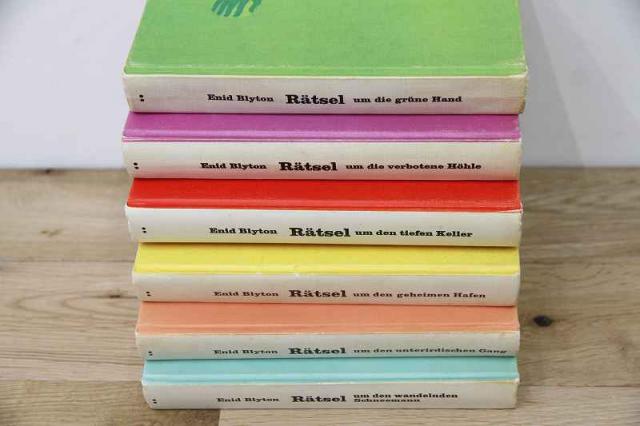 Enid Blyton Rätsel um die grüne Hand
Enid Blyton Rätsel um die verbotene Höhle
Enid Blyton Rätsel um den tiefen Keller
Enid Blyton Rätsel um den geheimen Hafen
Enid Blyton Rätsel um den unterirdischen Gang
Enid Blyton Rätsel um den wandelnden
Schneemann